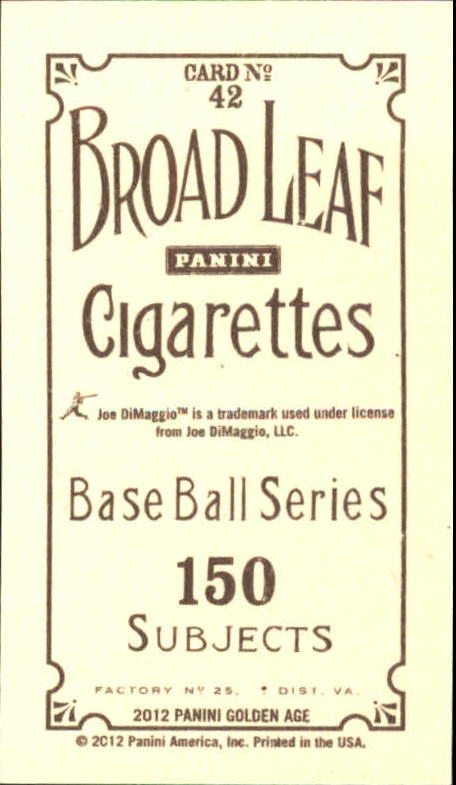 CARD Nº
42
BROAD LEAF
PANINI
Cigarettes
Joe DiMaggio™ is a trademark used under license
from Joe DiMaggio, LLC.
Base Ball Series
150
SUBJECTS
FACTORY Nº 25. DIST. VA.
2012 PANINI GOLDEN AGE
© 2012 Panini America, Inc. Printed in the USA.